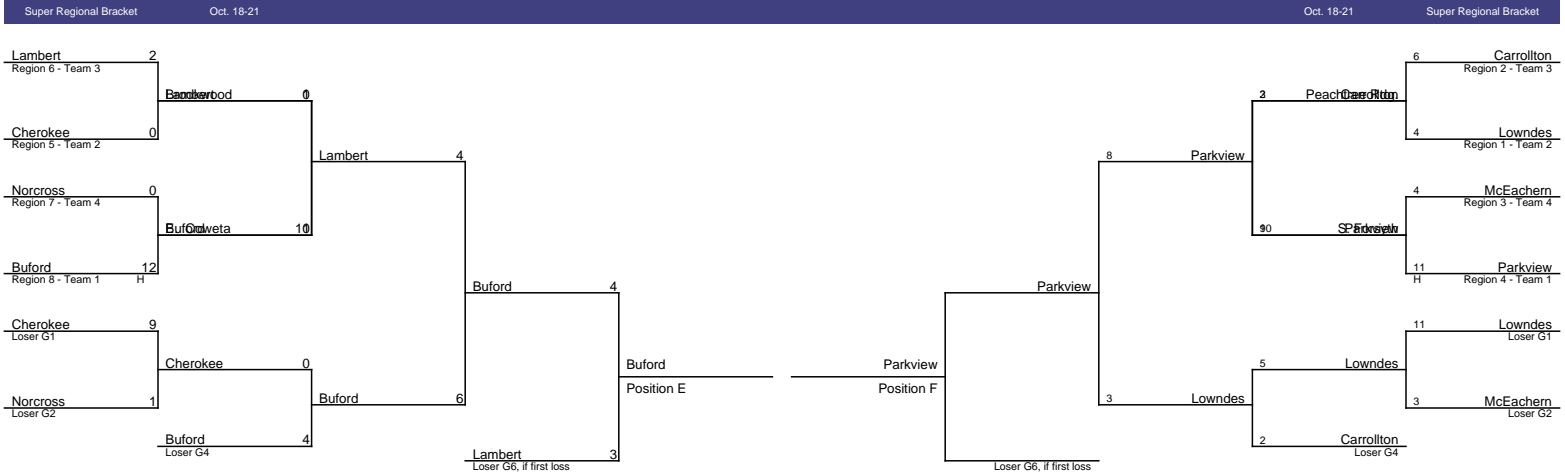 Super Regional Bracket Oct. 18-21 Oct. 18-21 Super Regional Bracket
Lambert 2
Region 6 - Team 3
Cherokee 0
Region 5 - Team 2
Norcross 0
Region 7 - Team 4
Buford 12
Region 8 - Team 1 H
Cherokee 9
Loser G1
Norcross 1
Loser G2
Cherokee 0
Buford 4
Loser G4
Lambert 4
Buford 6
Buford 4
Lambert 3
Loser G6, if first loss
Buford
Position E
Parkview
Position F
Parkview
Loser G6, if first loss
8 Parkview
3 Lowndes
5 Lowndes
2 Carrollton
Loser G4
6 Carrollton
Region 2 - Team 3
4 Lowndes
Region 1 - Team 2
4 McEachern
Region 3 - Team 4
11 Parkview
H Region 4 - Team 1
11 Lowndes
Loser G1
3 McEachern
Loser G2